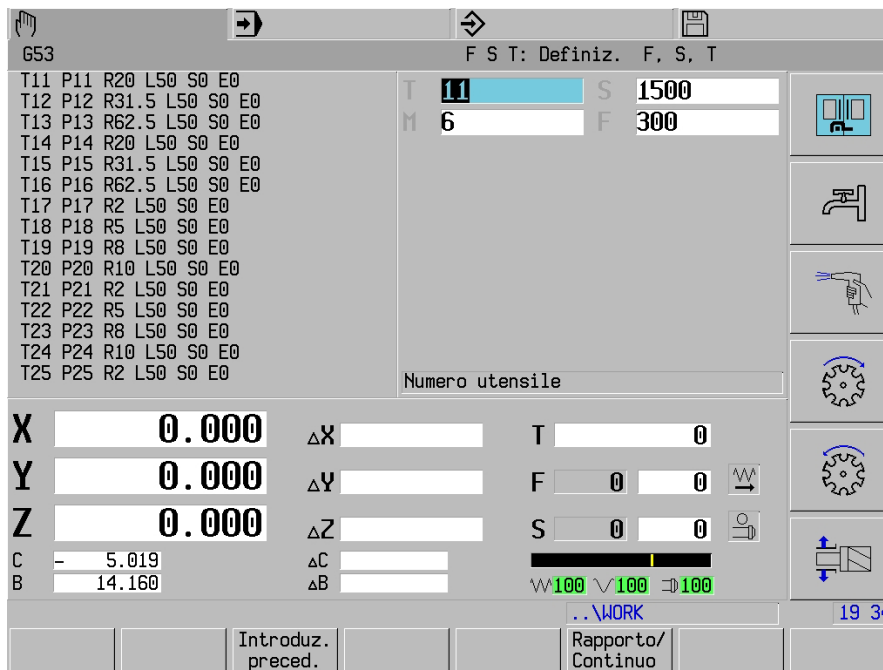 G53
F S T: Definiz. F, S, T
T11 P11 R20 L50 S0 E0
T12 P12 R31.5 L50 S0 E0
T13 P13 R62.5 L50 S0 E0
T14 P14 R20 L50 S0 E0
T15 P15 R31.5 L50 S0 E0
T16 P16 R62.5 L50 S0 E0
T17 P17 R2 L50 S0 E0
T18 P18 R5 L50 S0 E0
T19 P19 R8 L50 S0 E0
T20 P20 R10 L50 S0 E0
T21 P21 R2 L50 S0 E0
T22 P22 R5 L50 S0 E0
T23 P23 R8 L50 S0 E0
T24 P24 R10 L50 S0 E0
T25 P25 R2 L50 S0 E0
T 11 S 1500
M 6 F 300
Numero utensile
X 0.000 ΔX T 0
Y 0.000 ΔY F 0 0
Z 0.000 ΔZ S 0 0
C - 5.019 ΔC
B 14.160 ΔB 100 100 100
..\WORK
Introduz. preced.
Rapporto/ Continuo